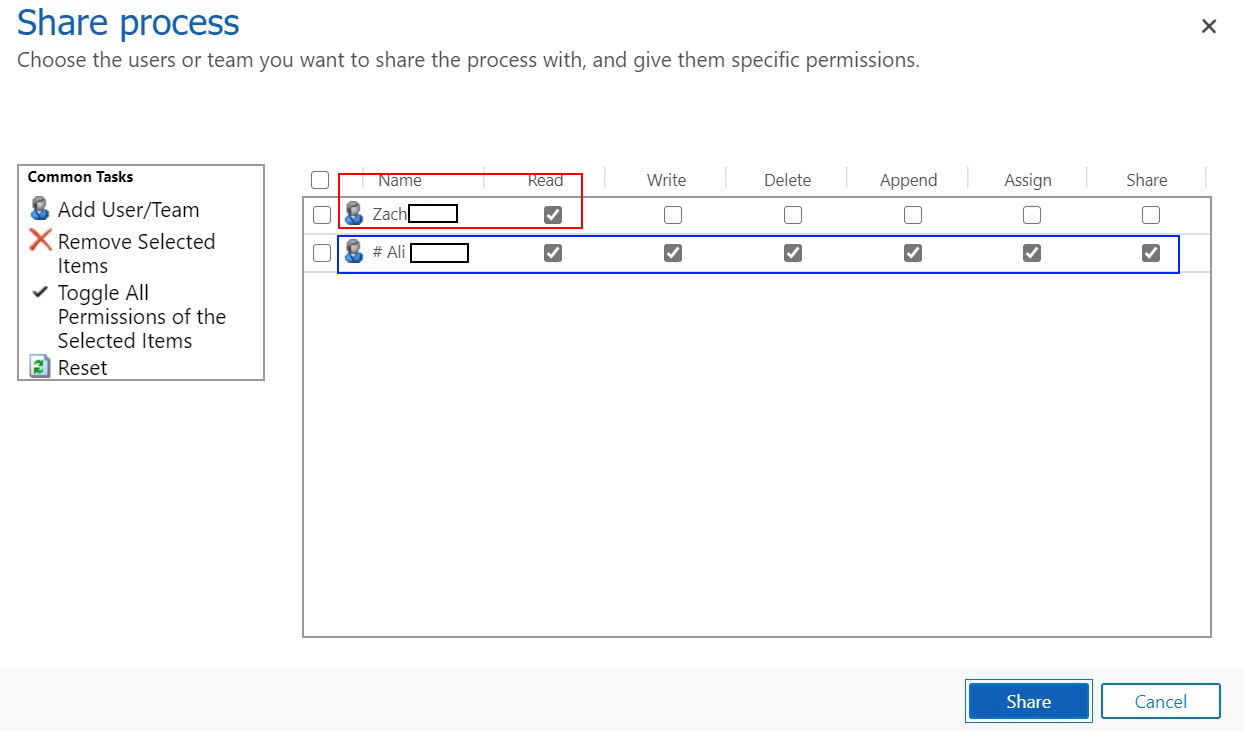 Share process
Choose the users or team you want to share the process with, and give them specific permissions.
Common Tasks
Add User/Team
Remove Selected
Items
Toggle All
Permissions of the
Selected Items
Reset
Name Read Write Delete Append Assign Share
Zach
# Ali
Share Cancel